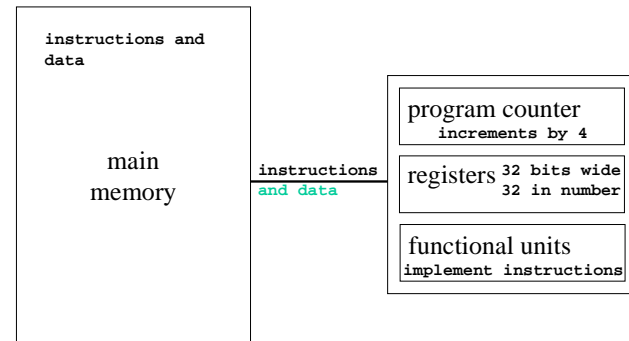 instructions and
data
main
memory
instructions
and data
program counter
increments by 4
registers 32 bits wide
32 in number
functional units
implement instructions